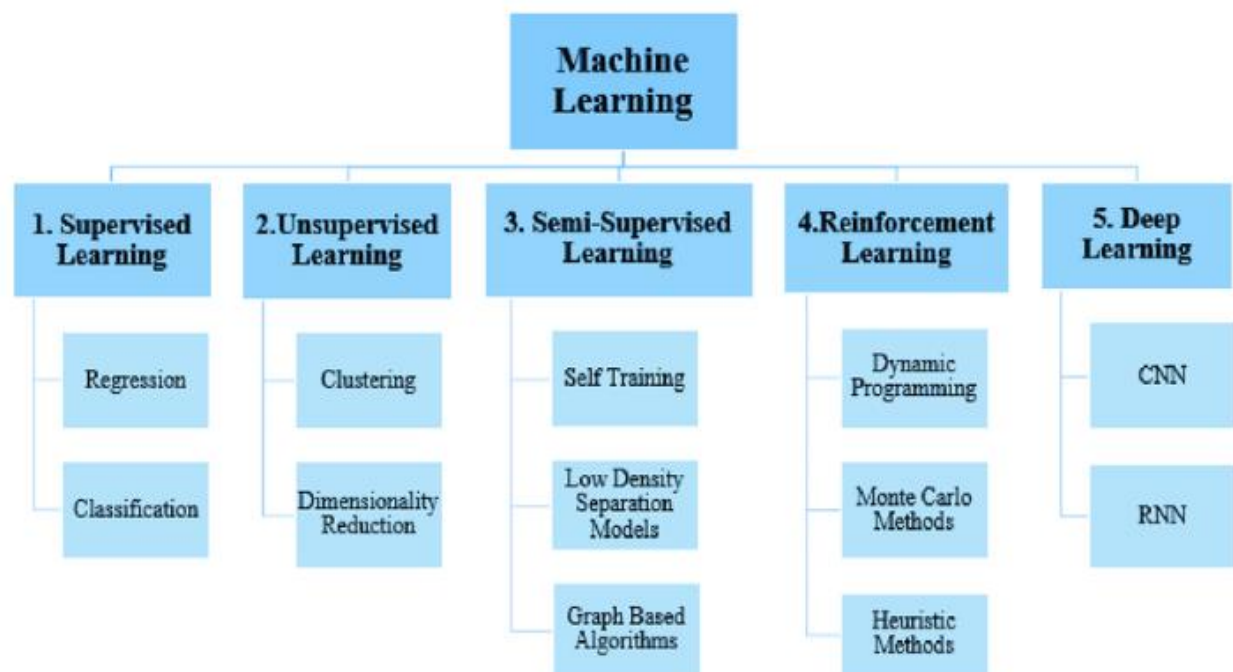 Machine
Learning
1. Supervised
Learning
2.Unsupervised
Learning
3. Semi-Supervised
Learning
4.Reinforcement
Learning
5. Deep
Learning
Regression
Classification
Clustering
Dimensionality
Reduction
Self Training
Low Density
Separation
Models
Graph Based
Algorithms
Dynamic
Programming
Monte Carlo
Methods
Heuristic
Methods
CNN
RNN